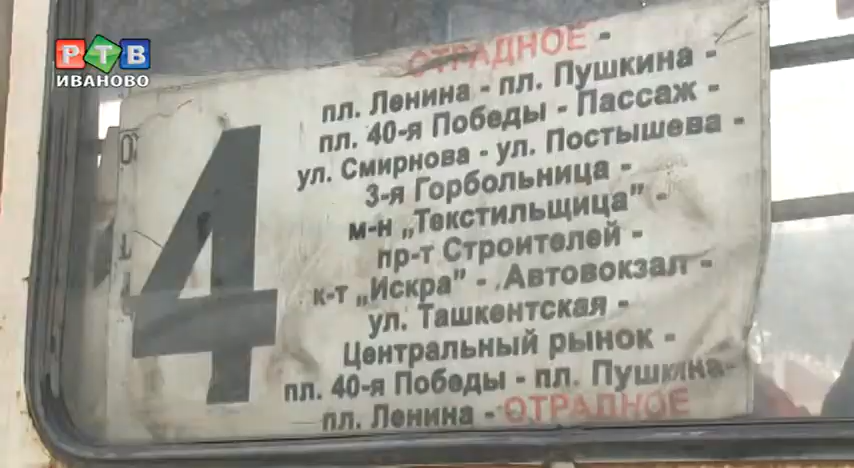 РТВ
ИВАНОВО
4
ОТРАДНОЕ -
пл. Ленина - пл. Пушкина -
пл. 40-я Победы - Пассаж -
ул. Смирнова - ул. Постышева -
3-я Горбольница -
м-н „Текстильщица” -
пр-т Строителей -
к-т „Искра” - Автовокзал -
ул. Ташкентская -
Центральный рынок -
пл. 40-я Победы - пл. Пушкина-
пл. Ленина - ОТРАДНОЕ